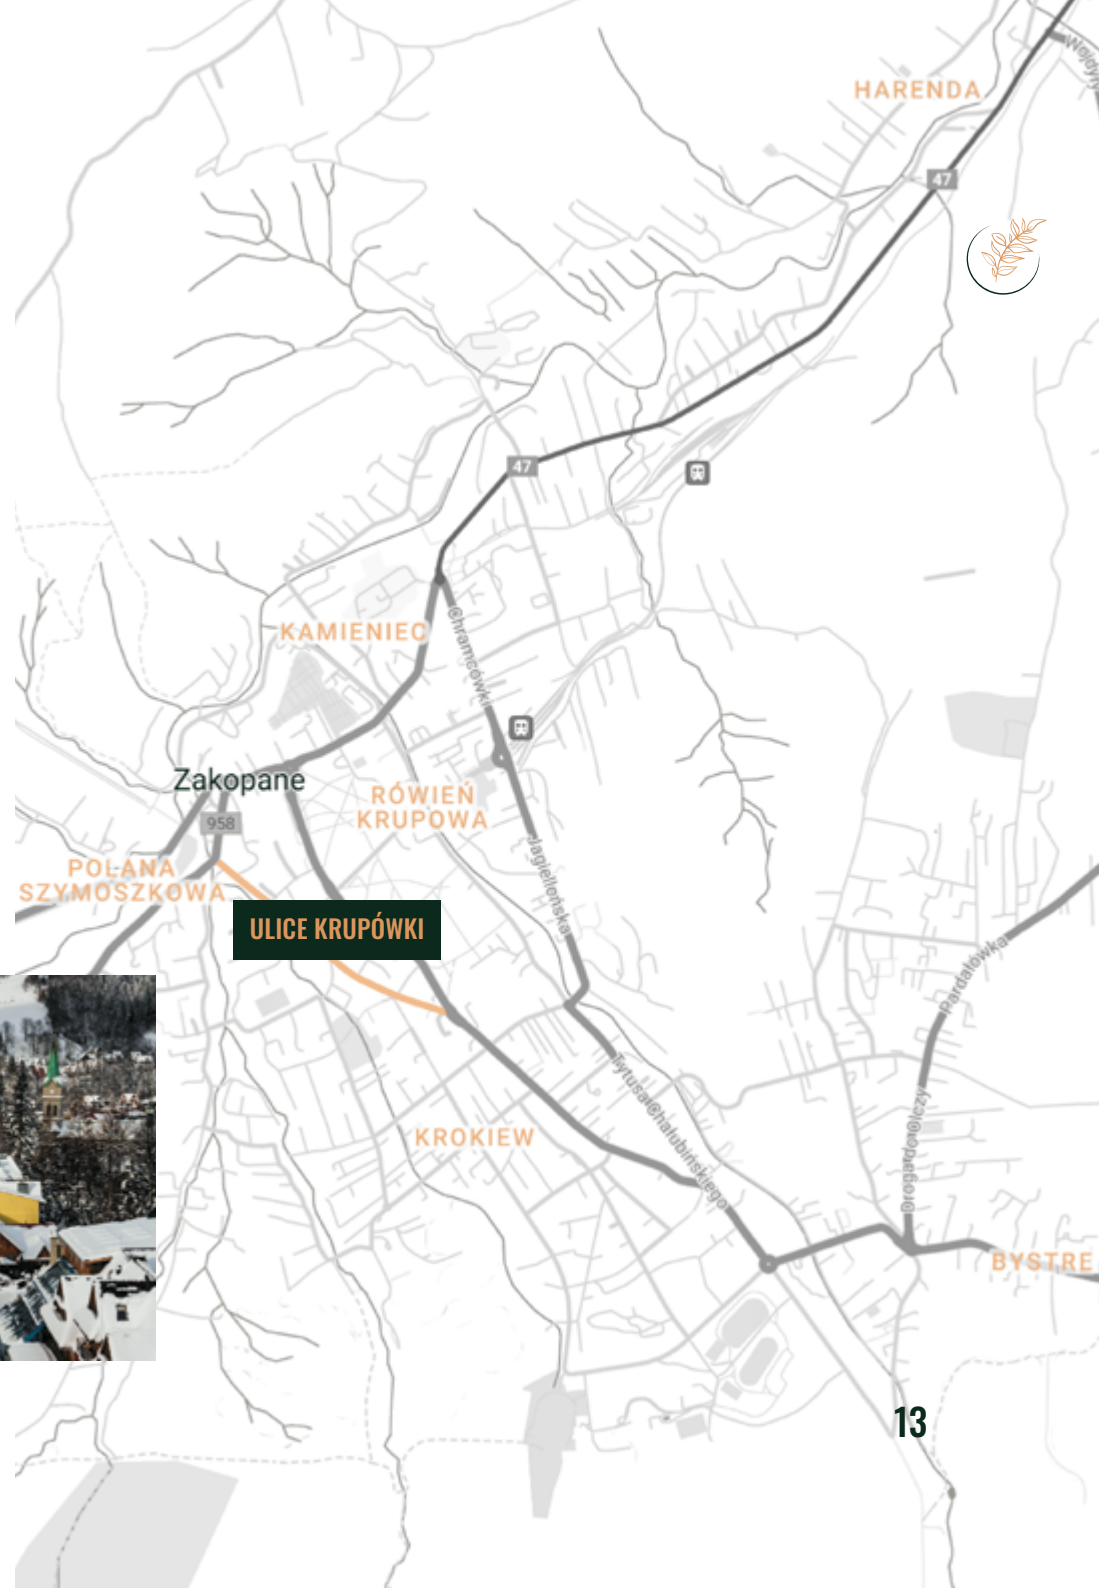 Wojdyły
HARENDA
47
47
KAMIENIEC
Chramcówki
Zakopane
RÓWIEŃ
KRUPOWA
958
Jagiellońska
POLANA
SZYMOSZKOWA
ULICE KRUPÓWKI
Pardałówka
Tytusa Chałubińskiego
Droga do Olczy
KROKIEW
BYSTRE
13